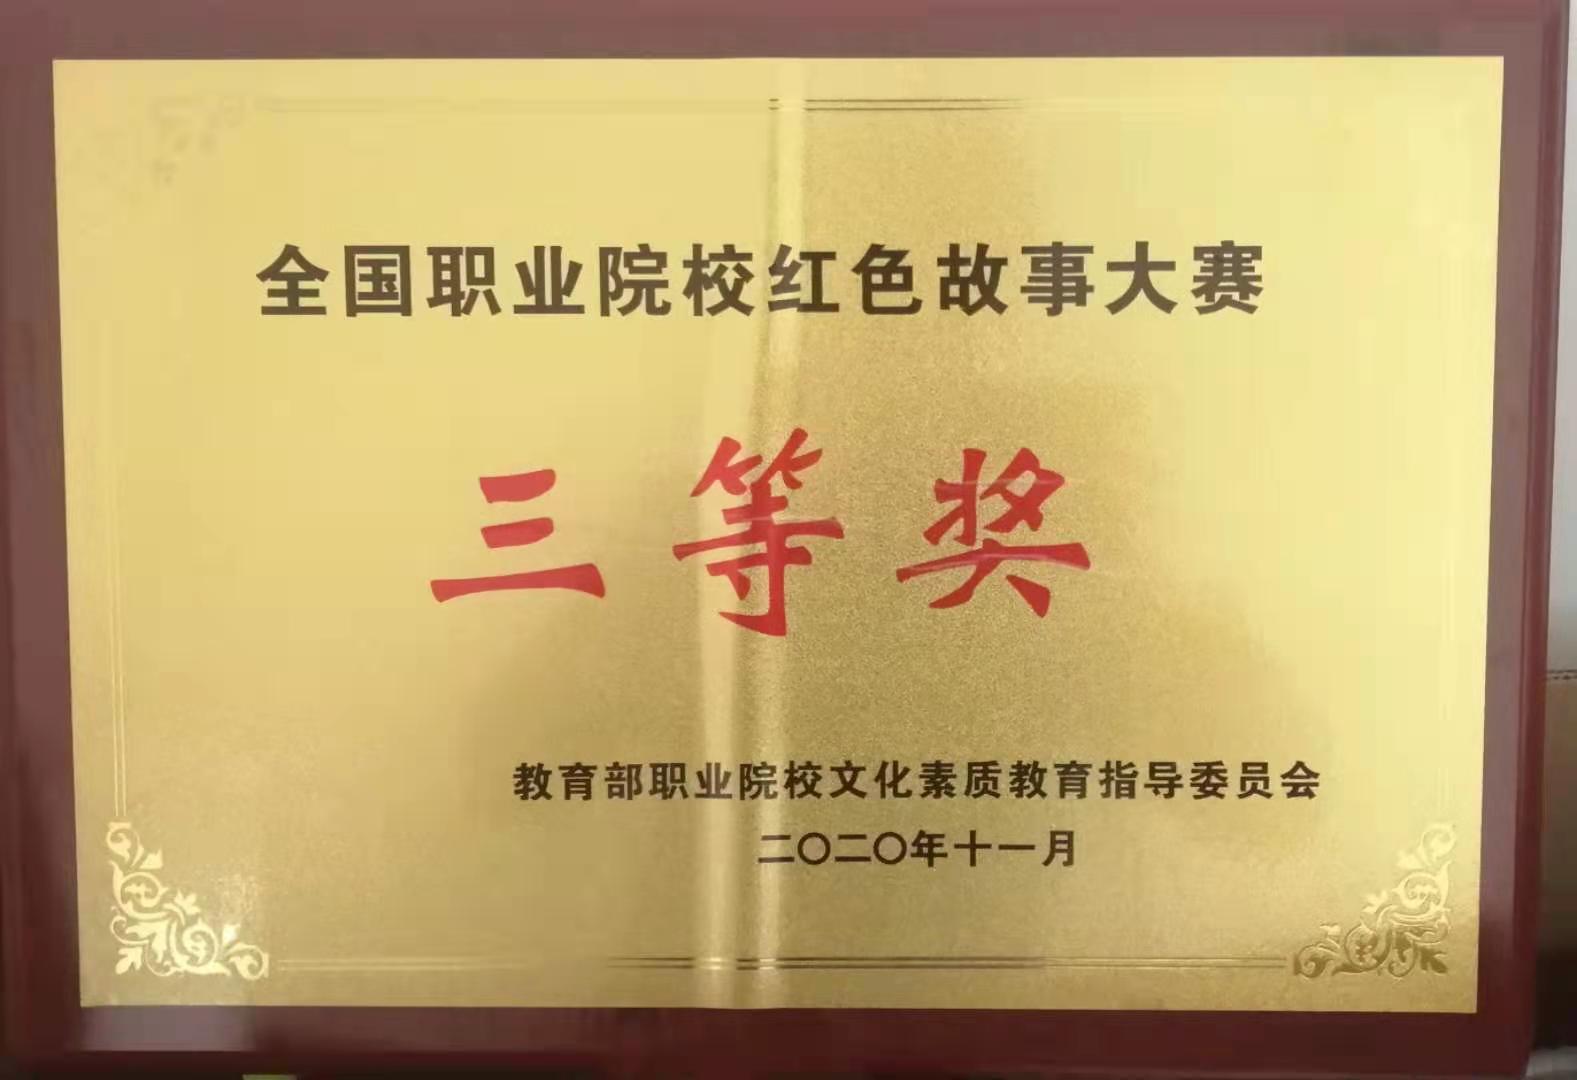 全国职业院校红色故事大赛
三等奖
教育部职业院校文化素质教育指导委员会
二〇二〇年十一月